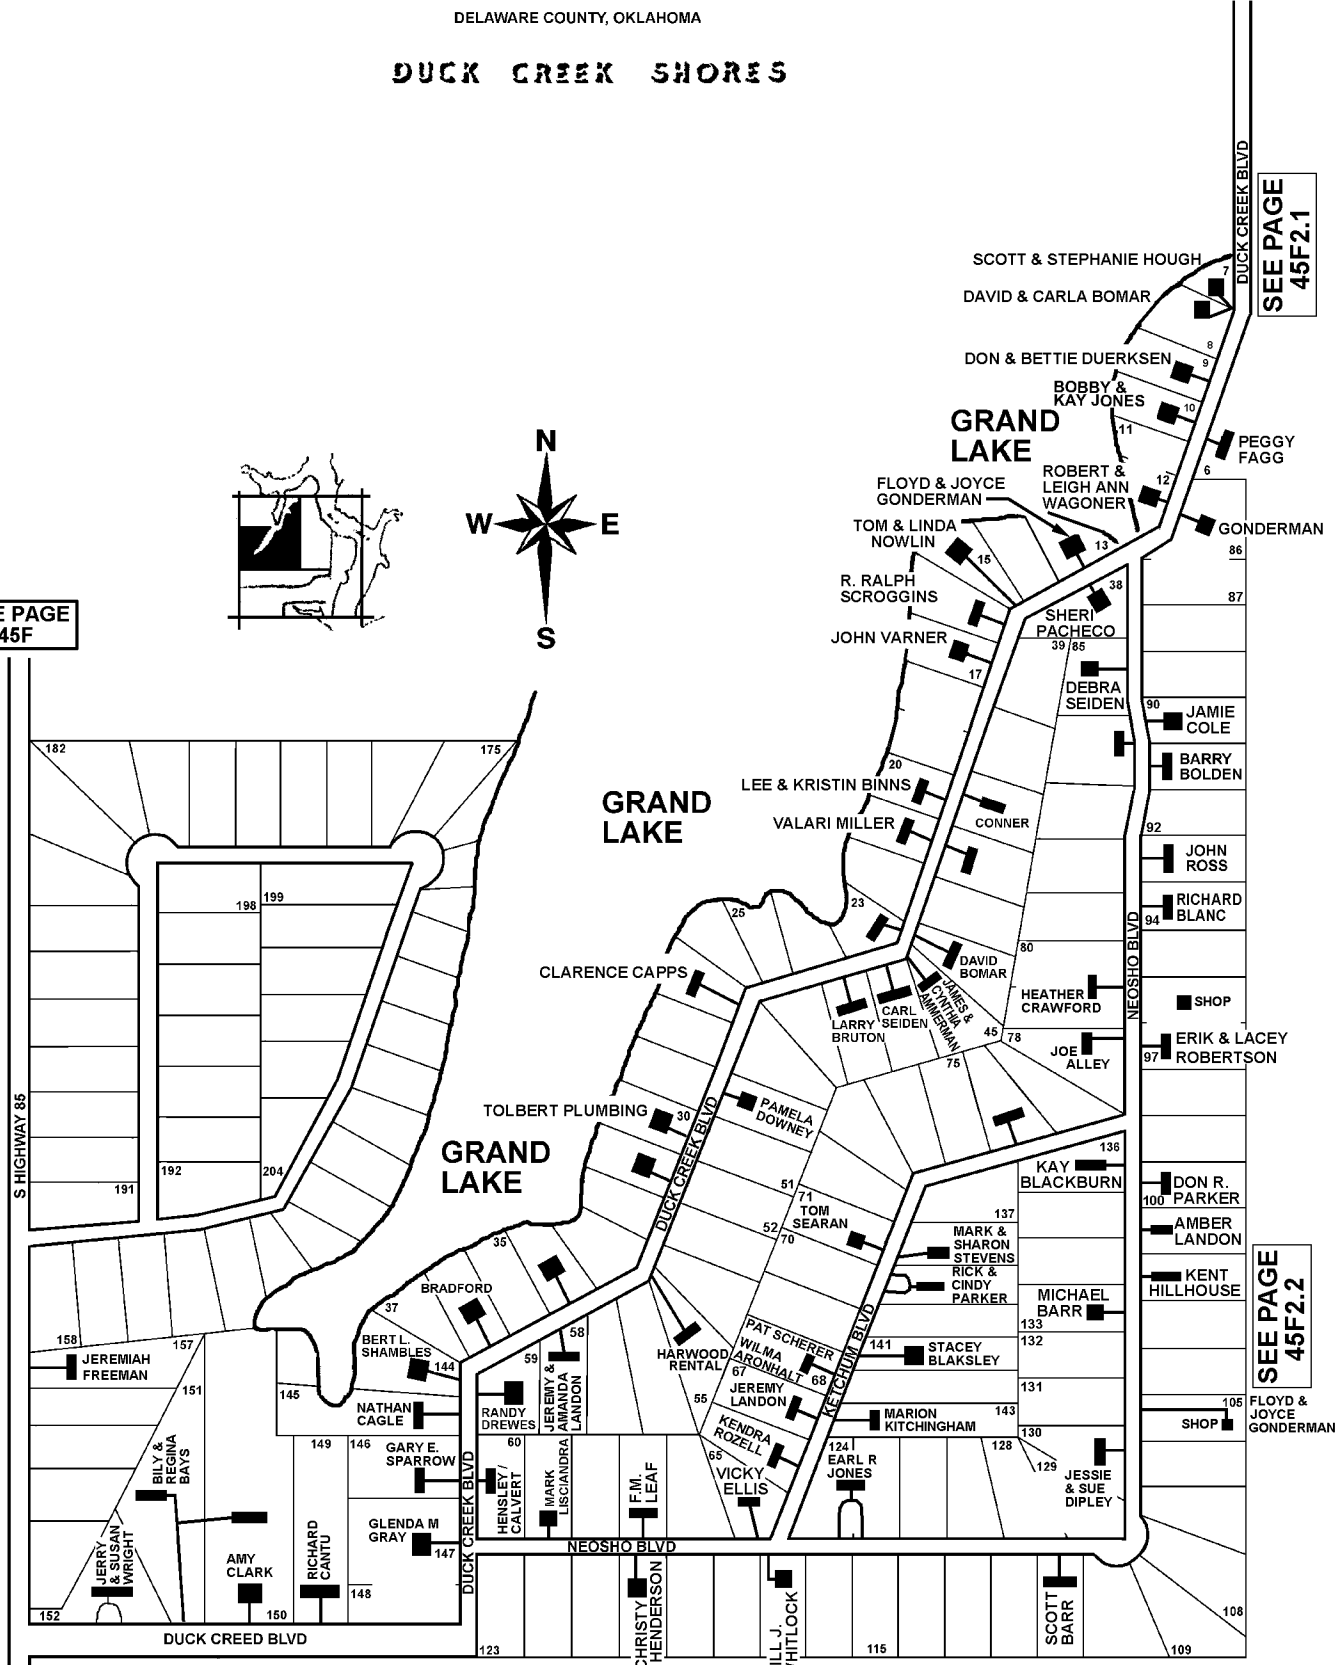 DELAWARE COUNTY, OKLAHOMA
DUCK CREEK SHORES
DUCK CREEK BLVD
SEE PAGE
45F2.1
SCOTT & STEPHANIE HOUGH
7
DAVID & CARLA BOMAR
8
DON & BETTIE DUERKSEN
9
BOBBY &
KAY JONES
10
11
GRAND
LAKE
PEGGY
FAGG
6
ROBERT &
LEIGH ANN
WAGONER
12
FLOYD & JOYCE
GONDERMAN
13
GONDERMAN
TOM & LINDA
NOWLIN
15
86
N
W
E
S
R. RALPH
SCROGGINS
38
87
SHERI
PACHECO
E PAGE
45F
JOHN VARNER
17
39
85
DEBRA
SEIDEN
90
JAMIE
COLE
182
175
20
BARRY
BOLDEN
LEE & KRISTIN BINNS
GRAND
LAKE
CONNER
VALARI MILLER
92
JOHN
ROSS
198
199
23
25
RICHARD
BLANC
94
NEOSHO BLVD
80
DAVID
BOMAR
CLARENCE CAPPS
HEATHER
CRAWFORD
SHOP
JAMES &
CYNTHIA
AMMERMAN
LARRY
BRUTON
CARL
SEIDEN
45
78
JOE
ALLEY
97
ERIK & LACEY
ROBERTSON
75
S HIGHWAY 85
TOLBERT PLUMBING
30
PAMELA
DOWNEY
DUCK CREEK BLVD
GRAND
LAKE
136
192
204
191
51
71
KAY
BLACKBURN
DON R.
PARKER
100
TOM
SEARAN
137
52
70
AMBER
LANDON
MARK &
SHARON
STEVENS
35
RICK &
CINDY
PARKER
KENT
HILLHOUSE
SEE PAGE
45F2.2
BRADFORD
37
MICHAEL
BARR
133
KETCHUM BLVD
158
157
BERT L.
SHAMBLES
144
58
59
HARWOOD
RENTAL
PAT SCHERER
WILMA
ARONHALT
67
68
141
STACEY
BLAKSLEY
132
JEREMIAH
FREEMAN
151
145
JEREMY &
AMANDA
LANDON
JEREMY
LANDON
131
55
NATHAN
CAGLE
RANDY
DREWES
MARION
KITCHINGHAM
143
105
FLOYD &
JOYCE
GONDERMAN
SHOP
KENDRA
ROZELL
130
149
146
60
65
124
128
129
BILY &
REGINA
BAYS
GARY E.
SPARROW
HENSLEY /
CALVERT
MARK
LISCIANDRA
F.M.
LEAF
VICKY
ELLIS
EARL R
JONES
JESSIE
& SUE
DIPLEY
DUCK CREEK BLVD
GLENDA M
GRAY
147
NEOSHO BLVD
JERRY
& SUSAN
WRIGHT
AMY
CLARK
RICHARD
CANTU
148
152
150
CHRISTY
HENDERSON
ILL J.
HITLOCK
SCOTT
BARR
108
DUCK CREED BLVD
123
115
109